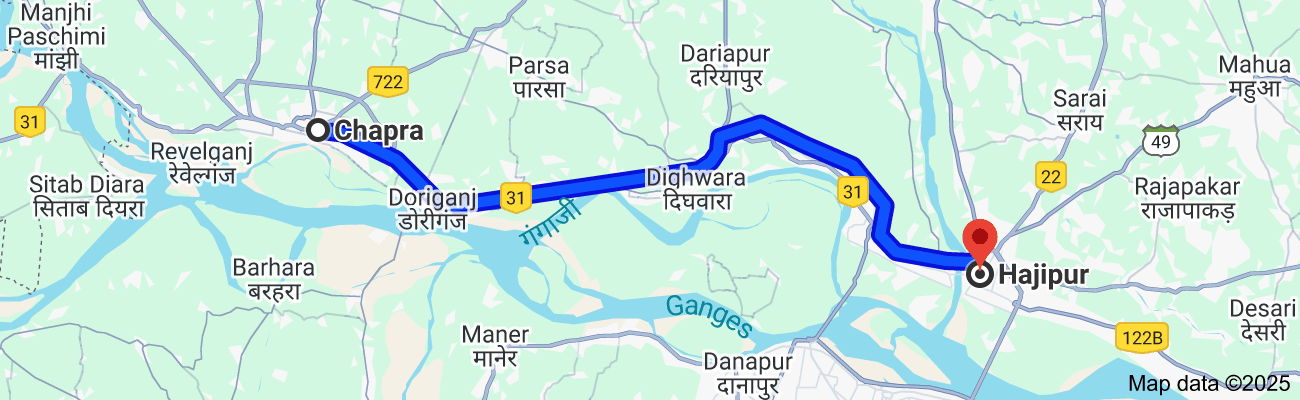 Manjhi
Paschimi
मांझी
722
Parsa
पारसा
Dariapur
दरियापुर
Mahua
महुआ
31
Chapra
Sarai
सराय
49
Revelganj
रेवेल्गंज
Sitab Diara
सिताब दियरा
Doriganj
डोरीगंज
31
गंगाजी
Dighwara
दिघवारा
31
22
Rajapakar
राजापाकड़
Barhara
बरहरा
Hajipur
Ganges
Maner
मानेर
Danapur
दानापुर
122B
Desari
देसरी
Map data ©2025